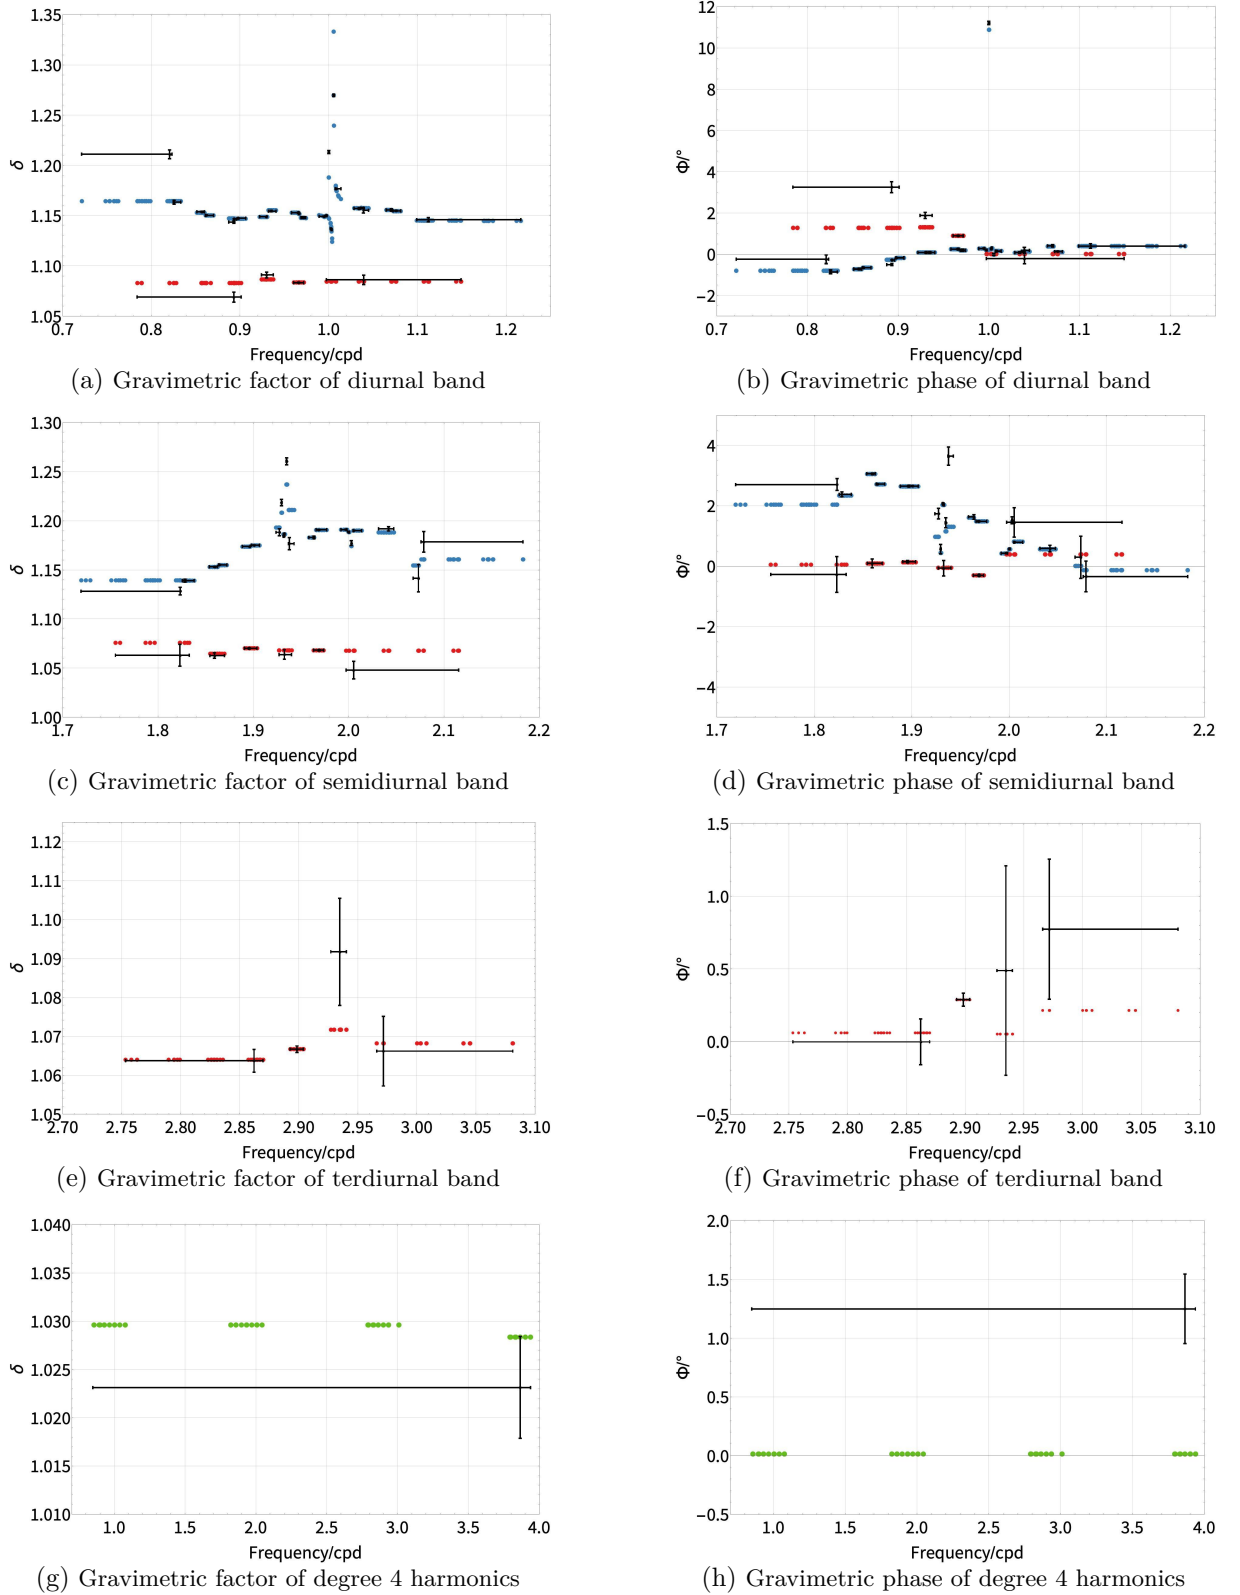 1.35
1.30
1.25
1.20
1.15
1.10
1.05
δ
0.7 0.8 0.9 1.0 1.1 1.2
Frequency/cpd
(a) Gravimetric factor of diurnal band
12
10
8
6
4
2
0
−2
Φ/°
0.7 0.8 0.9 1.0 1.1 1.2
Frequency/cpd
(b) Gravimetric phase of diurnal band
1.30
1.25
1.20
1.15
1.10
1.05
1.00
δ
1.7 1.8 1.9 2.0 2.1 2.2
Frequency/cpd
(c) Gravimetric factor of semidiurnal band
4
2
0
−2
−4
Φ/°
1.7 1.8 1.9 2.0 2.1 2.2
Frequency/cpd
(d) Gravimetric phase of semidiurnal band
1.12
1.11
1.10
1.09
1.08
1.07
1.06
1.05
δ
2.70 2.75 2.80 2.85 2.90 2.95 3.00 3.05 3.10
Frequency/cpd
(e) Gravimetric factor of terdiurnal band
1.5
1.0
0.5
0.0
−0.5
Φ/°
2.70 2.75 2.80 2.85 2.90 2.95 3.00 3.05 3.10
Frequency/cpd
(f) Gravimetric phase of terdiurnal band
1.040
1.035
1.030
1.025
1.020
1.015
1.010
δ
1.0 1.5 2.0 2.5 3.0 3.5 4.0
Frequency/cpd
(g) Gravimetric factor of degree 4 harmonics
2.0
1.5
1.0
0.5
0.0
−0.5
Φ/°
1.0 1.5 2.0 2.5 3.0 3.5 4.0
Frequency/cpd
(h) Gravimetric phase of degree 4 harmonics